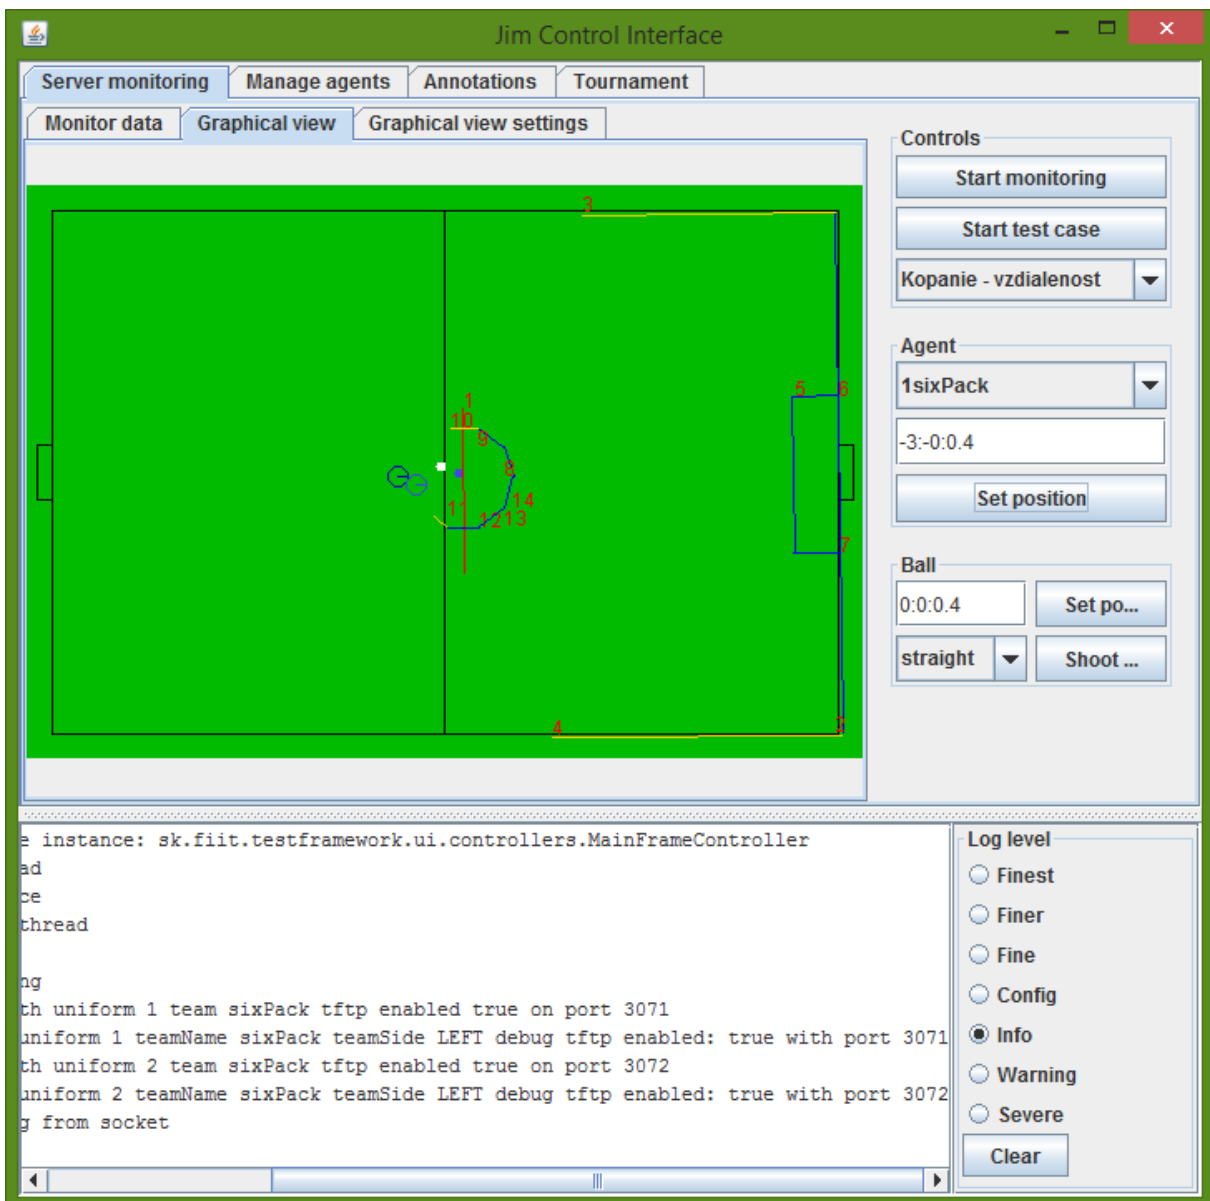 Jim Control Interface
Server monitoring Manage agents Annotations Tournament
Monitor data Graphical view Graphical view settings
Controls
Start monitoring
Start test case
Kopanie - vzdialenost
Agent
1sixPack
-3:-0:0.4
Set position
Ball
0:0:0.4 Set po...
straight Shoot ...
3
5 6
1
10
9
8
11 14
12 13
7
4 2
e instance: sk.fiit.testframework.ui.controllers.MainFrameController
ad
ce
thread
ng
th uniform 1 team sixPack tftp enabled true on port 3071
uniform 1 teamName sixPack teamSide LEFT debug tftp enabled: true with port 3071
th uniform 2 team sixPack tftp enabled true on port 3072
uniform 2 teamName sixPack teamSide LEFT debug tftp enabled: true with port 3072
g from socket
Log level
Finest
Finer
Fine
Config
Info
Warning
Severe
Clear